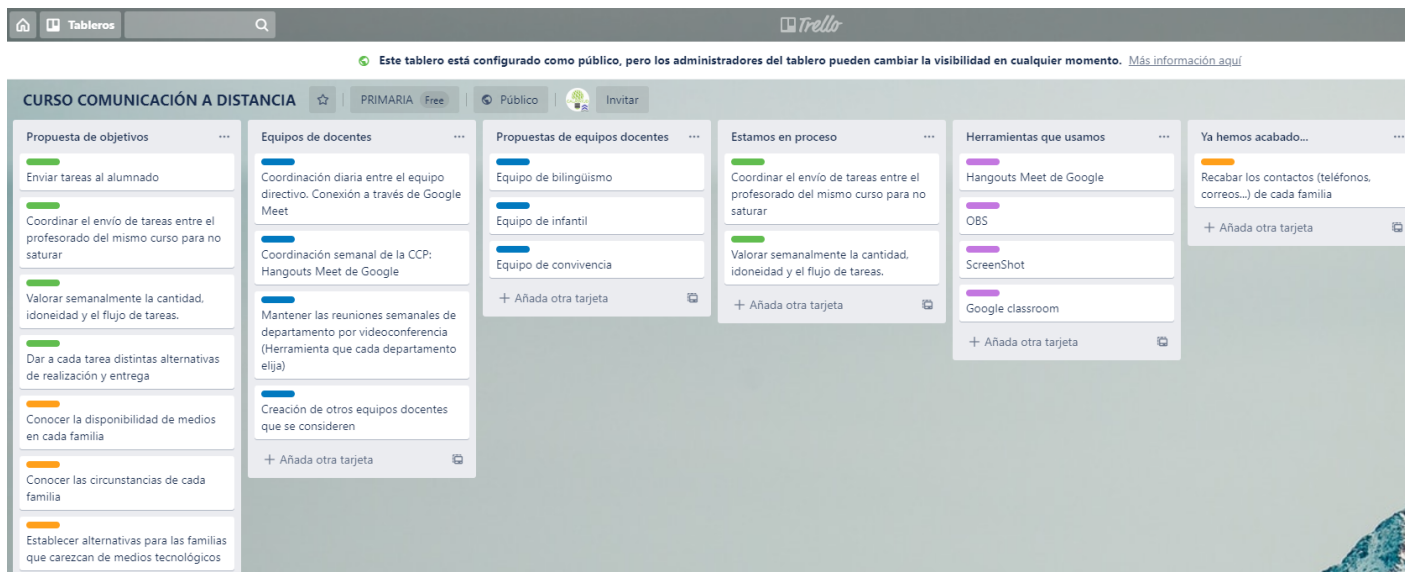 Tableros
Trello
Este tablero está configurado como público, pero los administradores del tablero pueden cambiar la visibilidad en cualquier momento. Más información aquí
CURSO COMUNICACIÓN A DISTANCIA
PRIMARIA Free
Público
Invitar
Propuesta de objetivos
Enviar tareas al alumnado
Coordinar el envío de tareas entre el
profesorado del mismo curso para no
saturar
Valorar semanalmente la cantidad,
idoneidad y el flujo de tareas.
Dar a cada tarea distintas alternativas
de realización y entrega
Conocer la disponibilidad de medios
en cada familia
Conocer las circunstancias de cada
familia
Establecer alternativas para las familias
que carezcan de medios tecnológicos
Equipos de docentes
Coordinación diaria entre el equipo
directivo. Conexión a través de Google
Meet
Coordinación semanal de la CCP:
Hangouts Meet de Google
Mantener las reuniones semanales de
departamento por videoconferencia
(Herramienta que cada departamento
elija)
Creación de otros equipos docentes
que se consideren
+ Añada otra tarjeta
Propuestas de equipos docentes
Equipo de bilingüismo
Equipo de infantil
Equipo de convivencia
+ Añada otra tarjeta
Estamos en proceso
Coordinar el envío de tareas entre el
profesorado del mismo curso para no
saturar
Valorar semanalmente la cantidad,
idoneidad y el flujo de tareas.
+ Añada otra tarjeta
Herramientas que usamos
Hangouts Meet de Google
OBS
ScreenShot
Google classroom
+ Añada otra tarjeta
Ya hemos acabado...
Recabar los contactos (teléfonos,
correos...) de cada familia
+ Añada otra tarjeta